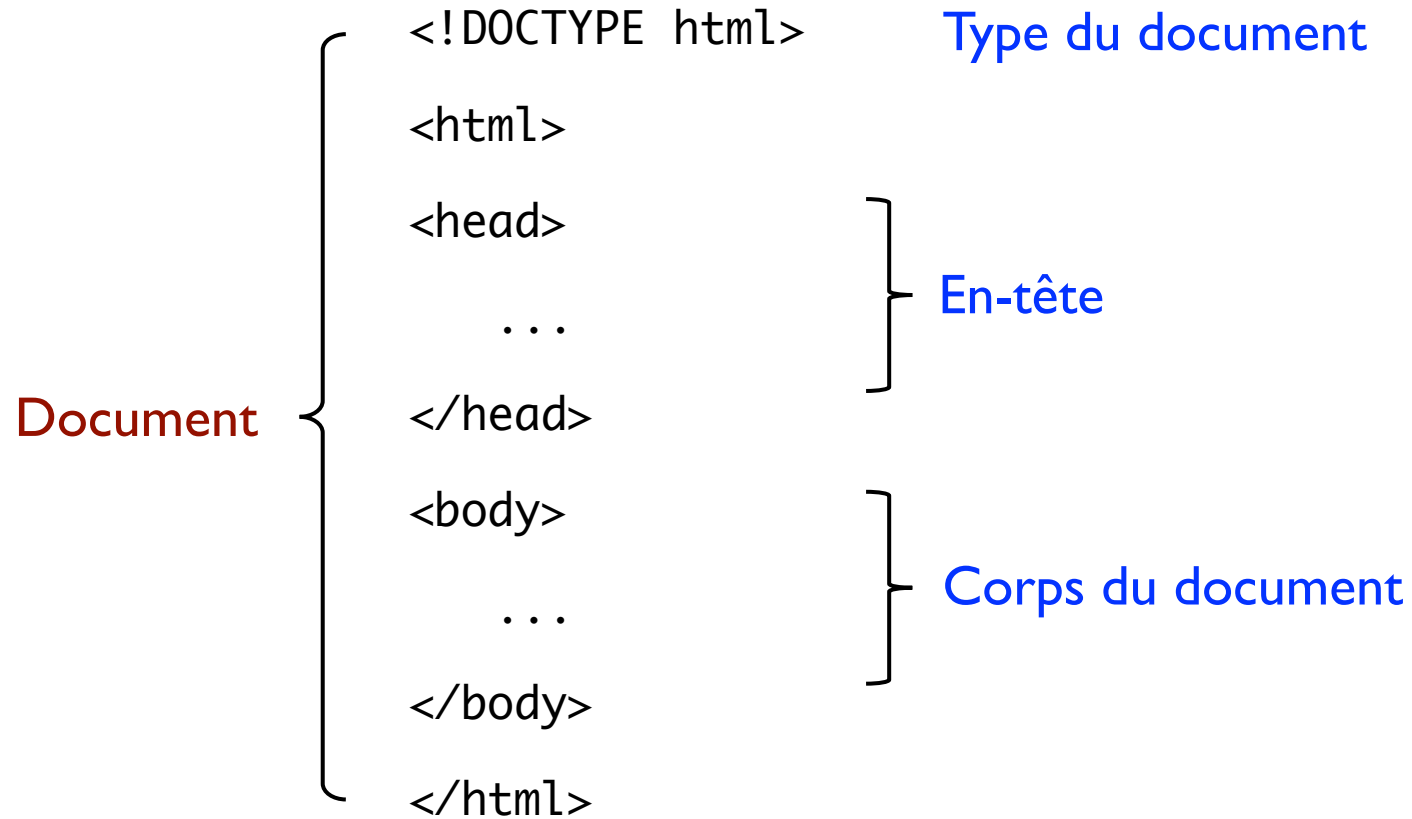 <!DOCTYPE html> Type du document
<html>
<head>
En-tête
...
</head>
Document
<body>
Corps du document
...
</body>
</html>